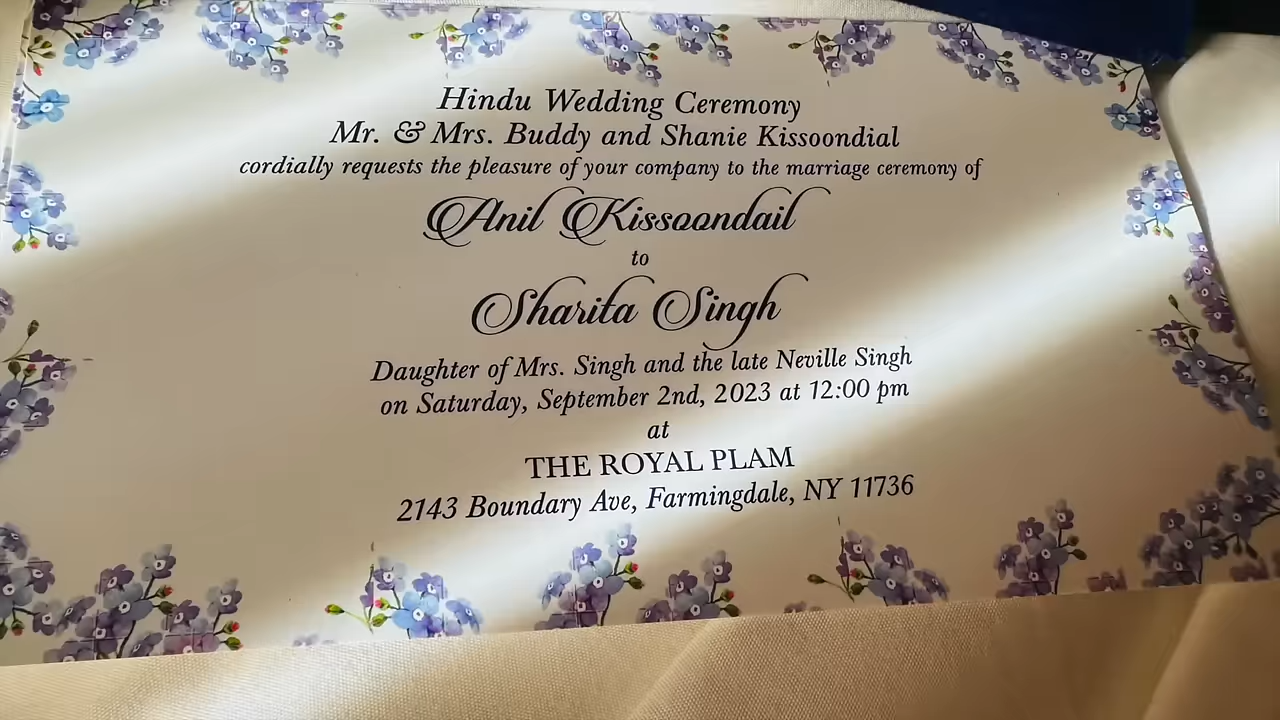 Hindu Wedding Ceremony
Mr. & Mrs. Buddy and Shanie Kissoondial
cordially requests the pleasure of your company to the marriage ceremony of
Anil Kissoondail
to
Sharita Singh
Daughter of Mrs. Singh and the late Neville Singh
on Saturday, September 2nd, 2023 at 12:00 pm
at
THE ROYAL PLAM
2143 Boundary Ave, Farmingdale, NY 11736